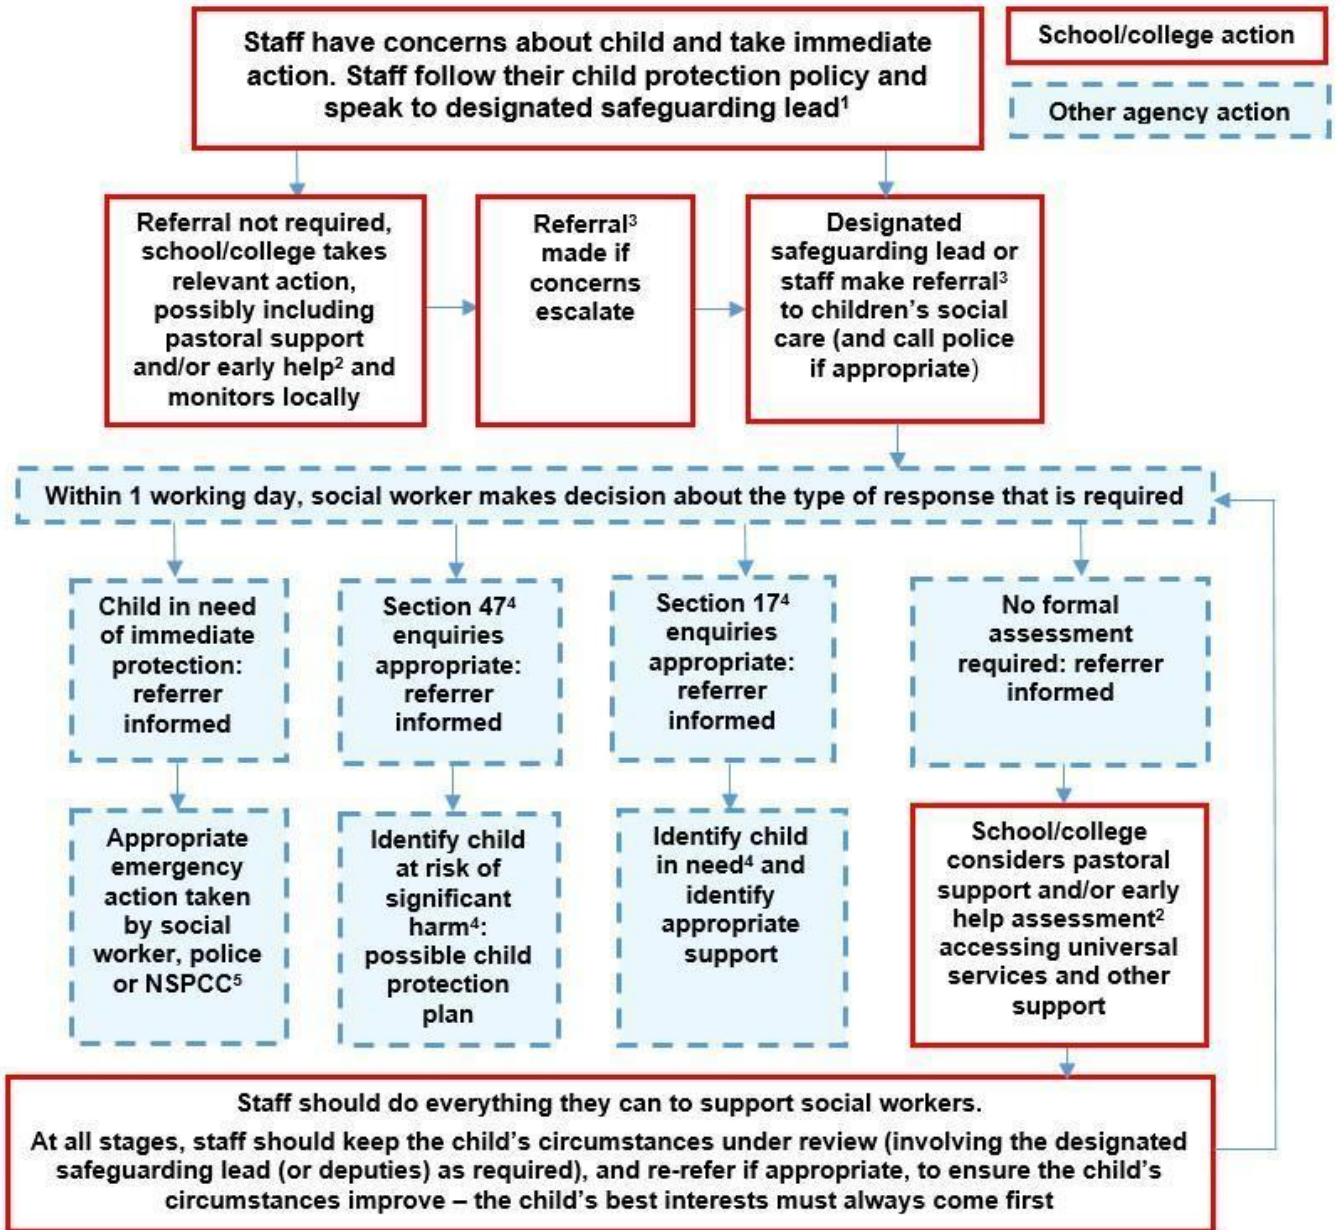 Staff have concerns about child and take immediate
action. Staff follow their child protection policy and
speak to designated safeguarding lead¹
School/college action
Other agency action
Referral not required,
school/college takes
relevant action,
possibly including
pastoral support
and/or early help² and
monitors locally
Referral³
made if
concerns
escalate
Designated
safeguarding lead or
staff make referral³
to children’s social
care (and call police
if appropriate)
Within 1 working day, social worker makes decision about the type of response that is required
Child in need
of immediate
protection:
referrer
informed
Section 47⁴
enquiries
appropriate:
referrer
informed
Section 17⁴
enquiries
appropriate:
referrer
informed
No formal
assessment
required: referrer
informed
Appropriate
emergency
action taken
by social
worker, police
or NSPCC⁵
Identify child
at risk of
significant
harm⁴:
possible child
protection
plan
Identify child
in need⁴ and
identify
appropriate
support
School/college
considers pastoral
support and/or early
help assessment²
accessing universal
services and other
support
Staff should do everything they can to support social workers.
At all stages, staff should keep the child’s circumstances under review (involving the designated
safeguarding lead (or deputies) as required), and re-refer if appropriate, to ensure the child’s
circumstances improve – the child’s best interests must always come first